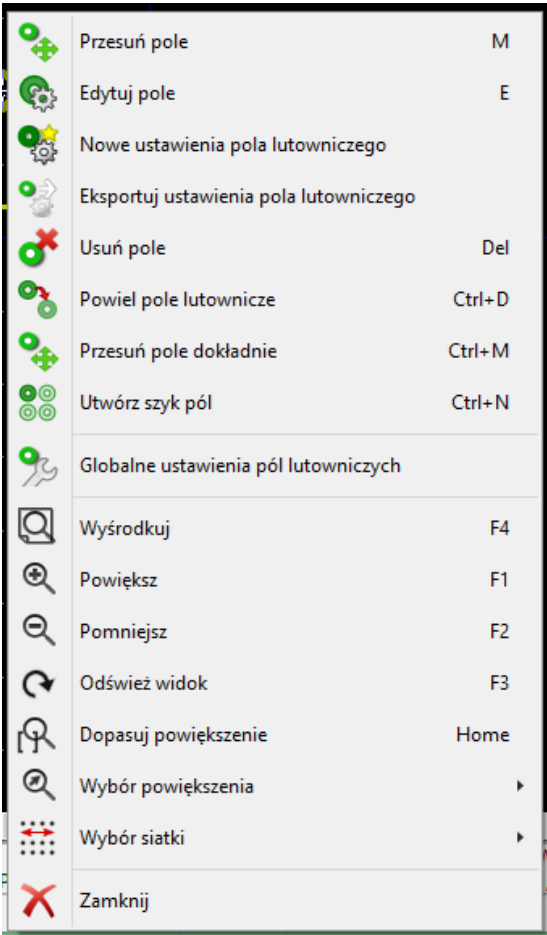 Przesuń pole M
Edytuj pole E
Nowe ustawienia pola lutowniczego
Eksportuj ustawienia pola lutowniczego
Usuń pole Del
Powiel pole lutownicze Ctrl+D
Przesuń pole dokładnie Ctrl+M
Utwórz szyk pól Ctrl+N
Globalne ustawienia pól lutowniczych
Wyśrodkuj F4
Powiększ F1
Pomniejsz F2
Odśwież widok F3
Dopasuj powiększenie Home
Wybór powiększenia
Wybór siatki
Zamknij